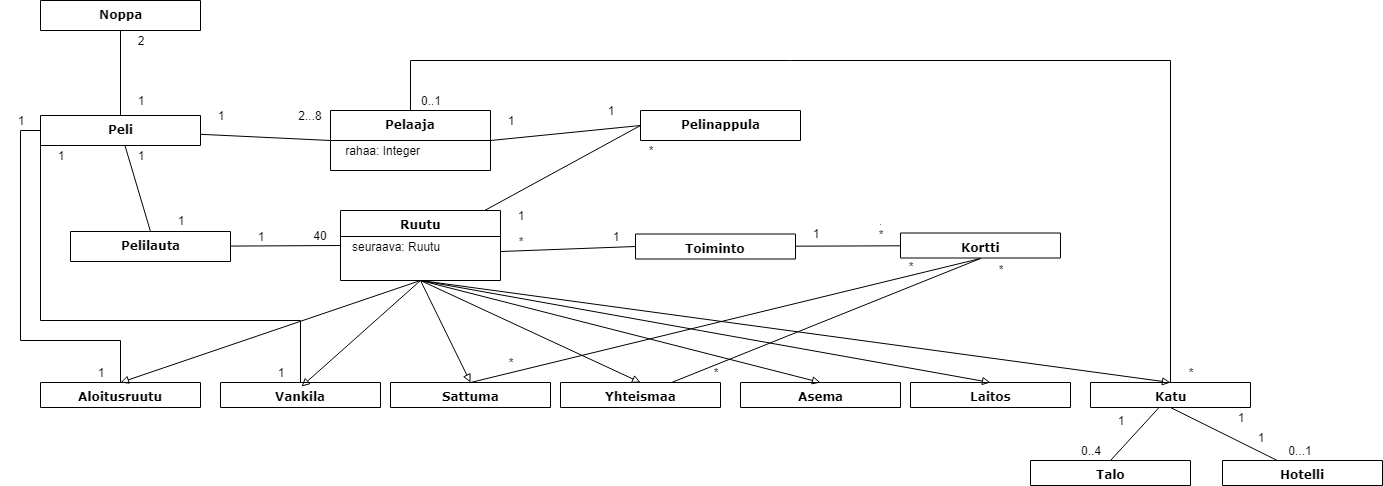 Noppa
2
1
0..1
1
1
2...8
Pelaaja
1
1
Pelinappula
Peli
rahaa: Integer
*
1
1
1
Ruutu
1
Pelilauta
1
40
seuraava: Ruutu
*
1
Toiminto
1
*
Kortti
*
*
1
1
*
*
*
Aloitusruutu
Vankila
Sattuma
Yhteismaa
Asema
Laitos
Katu
1
1
0..4
1
0...1
Talo
Hotelli